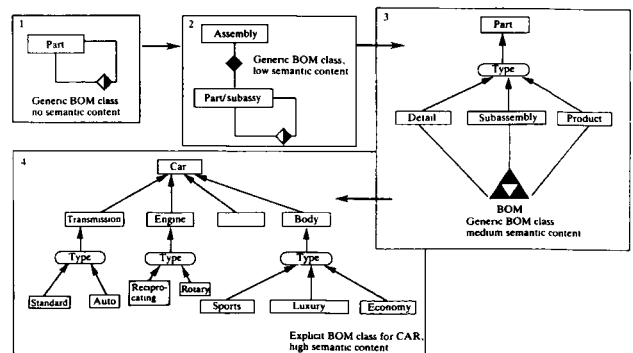 1
Part
Generic BOM class
no semantic content
2
Assembly
Generic BOM class,
low semantic content
Part/subassy
3
Part
Type
Detail
Subassembly
Product
BOM
Generic BOM class
medium semantic content
4
Car
Transmission
Engine
Body
Type
Type
Type
Standard
Auto
Recipro-
cating
Rotary
Sports
Luxury
Economy
Explicit BOM class for CAR,
high semantic content